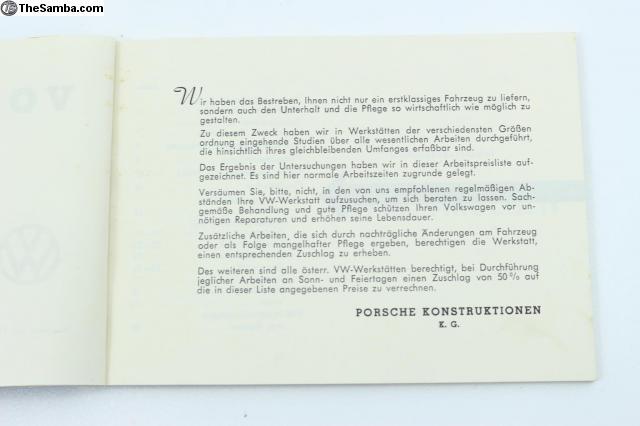 TheSamba.com
VO
Wir haben das Bestreben, Ihnen nicht nur ein erstklassiges Fahrzeug zu liefern,
sondern auch den Unterhalt und die Pflege so wirtschaftlich wie möglich zu
gestalten.
Zu diesem Zweck haben wir in Werkstätten der verschiedensten Größen
ordnung eingehende Studien über alle wesentlichen Arbeiten durchgeführt,
die hinsichtlich ihres gleichbleibenden Umfanges erfaßbar sind.
Das Ergebnis der Untersuchungen haben wir in dieser Arbeitspreisliste auf-
gezeichnet. Es sind hier normale Arbeitszeiten zugrunde gelegt.
Versäumen Sie, bitte, nicht, in den von uns empfohlenen regelmäßigen Ab-
ständen Ihre VW-Werkstatt aufzusuchen, um sich beraten zu lassen. Sach-
gemäße Behandlung und gute Pflege schützen Ihren Volkswagen vor un-
nötigen Reparaturen und erhöhen seine Lebensdauer.
Zusätzliche Arbeiten, die sich durch nachträgliche Änderungen am Fahrzeug
oder als Folge mangelhafter Pflege ergeben, berechtigen die Werkstatt,
einen entsprechenden Zuschlag zu erheben.
Des weiteren sind alle österr. VW-Werkstätten berechtigt, bei Durchführung
jeglicher Arbeiten an Sonn- und Feiertagen einen Zuschlag von 50% auf
die in dieser Liste angegebenen Preise zu verrechnen.
PORSCHE KONSTRUKTIONEN
K. G.